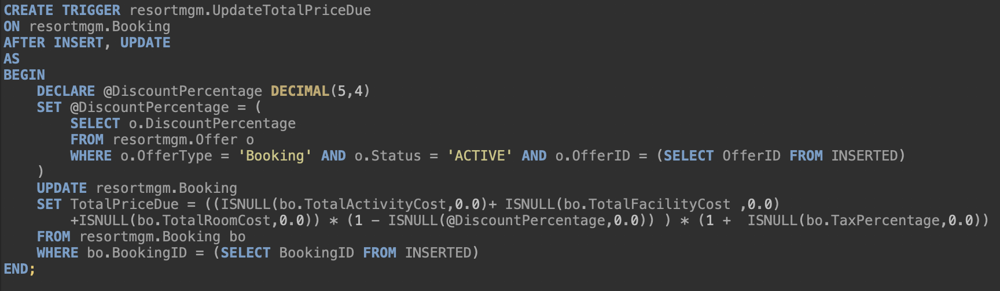 CREATE TRIGGER resortmgm.UpdateTotalPriceDue
ON resortmgm.Booking
AFTER INSERT, UPDATE
AS
BEGIN
    DECLARE @DiscountPercentage DECIMAL(5,4)
    SET @DiscountPercentage = (
        SELECT o.DiscountPercentage
        FROM resortmgm.Offer o
        WHERE o.OfferType = 'Booking' AND o.Status = 'ACTIVE' AND o.OfferID = (SELECT OfferID FROM INSERTED)
    )
    UPDATE resortmgm.Booking
    SET TotalPriceDue = ((ISNULL(bo.TotalActivityCost,0.0)+ ISNULL(bo.TotalFacilityCost ,0.0)
        +ISNULL(bo.TotalRoomCost,0.0)) * (1 - ISNULL(@DiscountPercentage,0.0)) ) * (1 +  ISNULL(bo.TaxPercentage,0.0))
    FROM resortmgm.Booking bo
    WHERE bo.BookingID = (SELECT BookingID FROM INSERTED)
END;